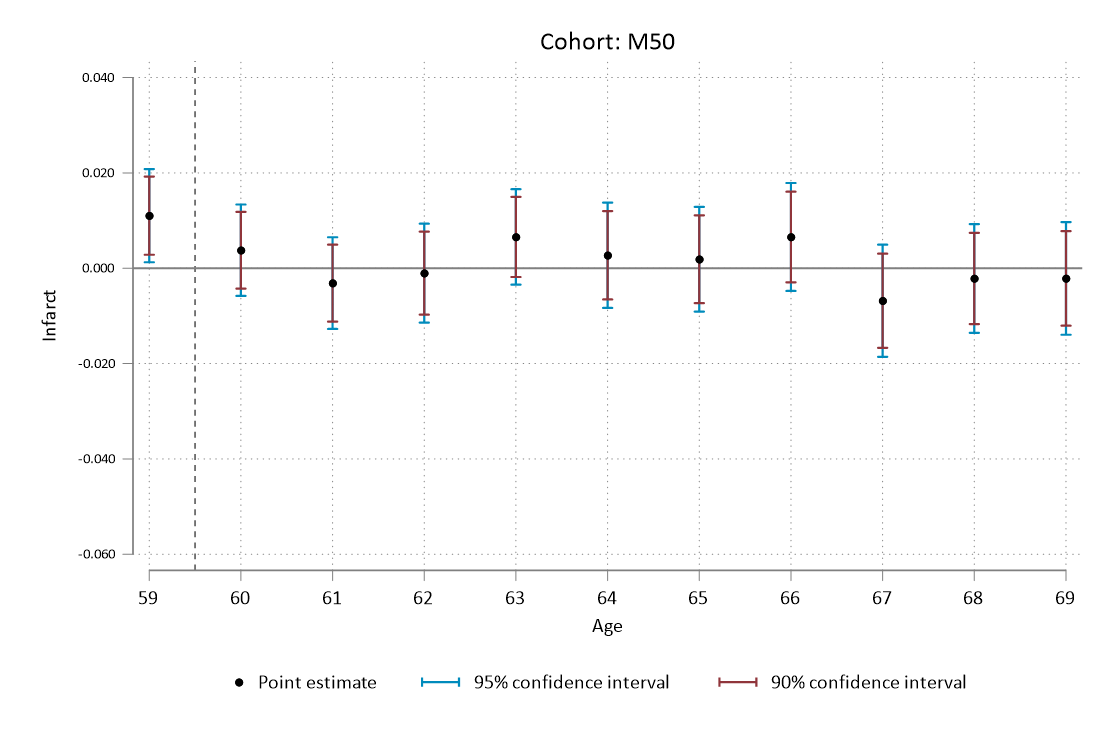 Cohort: M50
0.040
0.020
0.000
-0.020
-0.040
-0.060
Infarct
59 60 61 62 63 64 65 66 67 68 69
Age
Point estimate 95% confidence interval 90% confidence interval